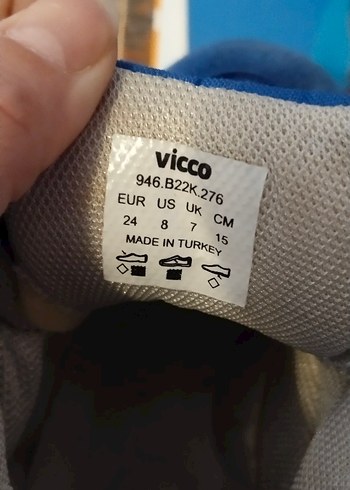 vicco
946.B22K.276
EUR US UK CM
24 8 7 15
MADE IN TURKEY